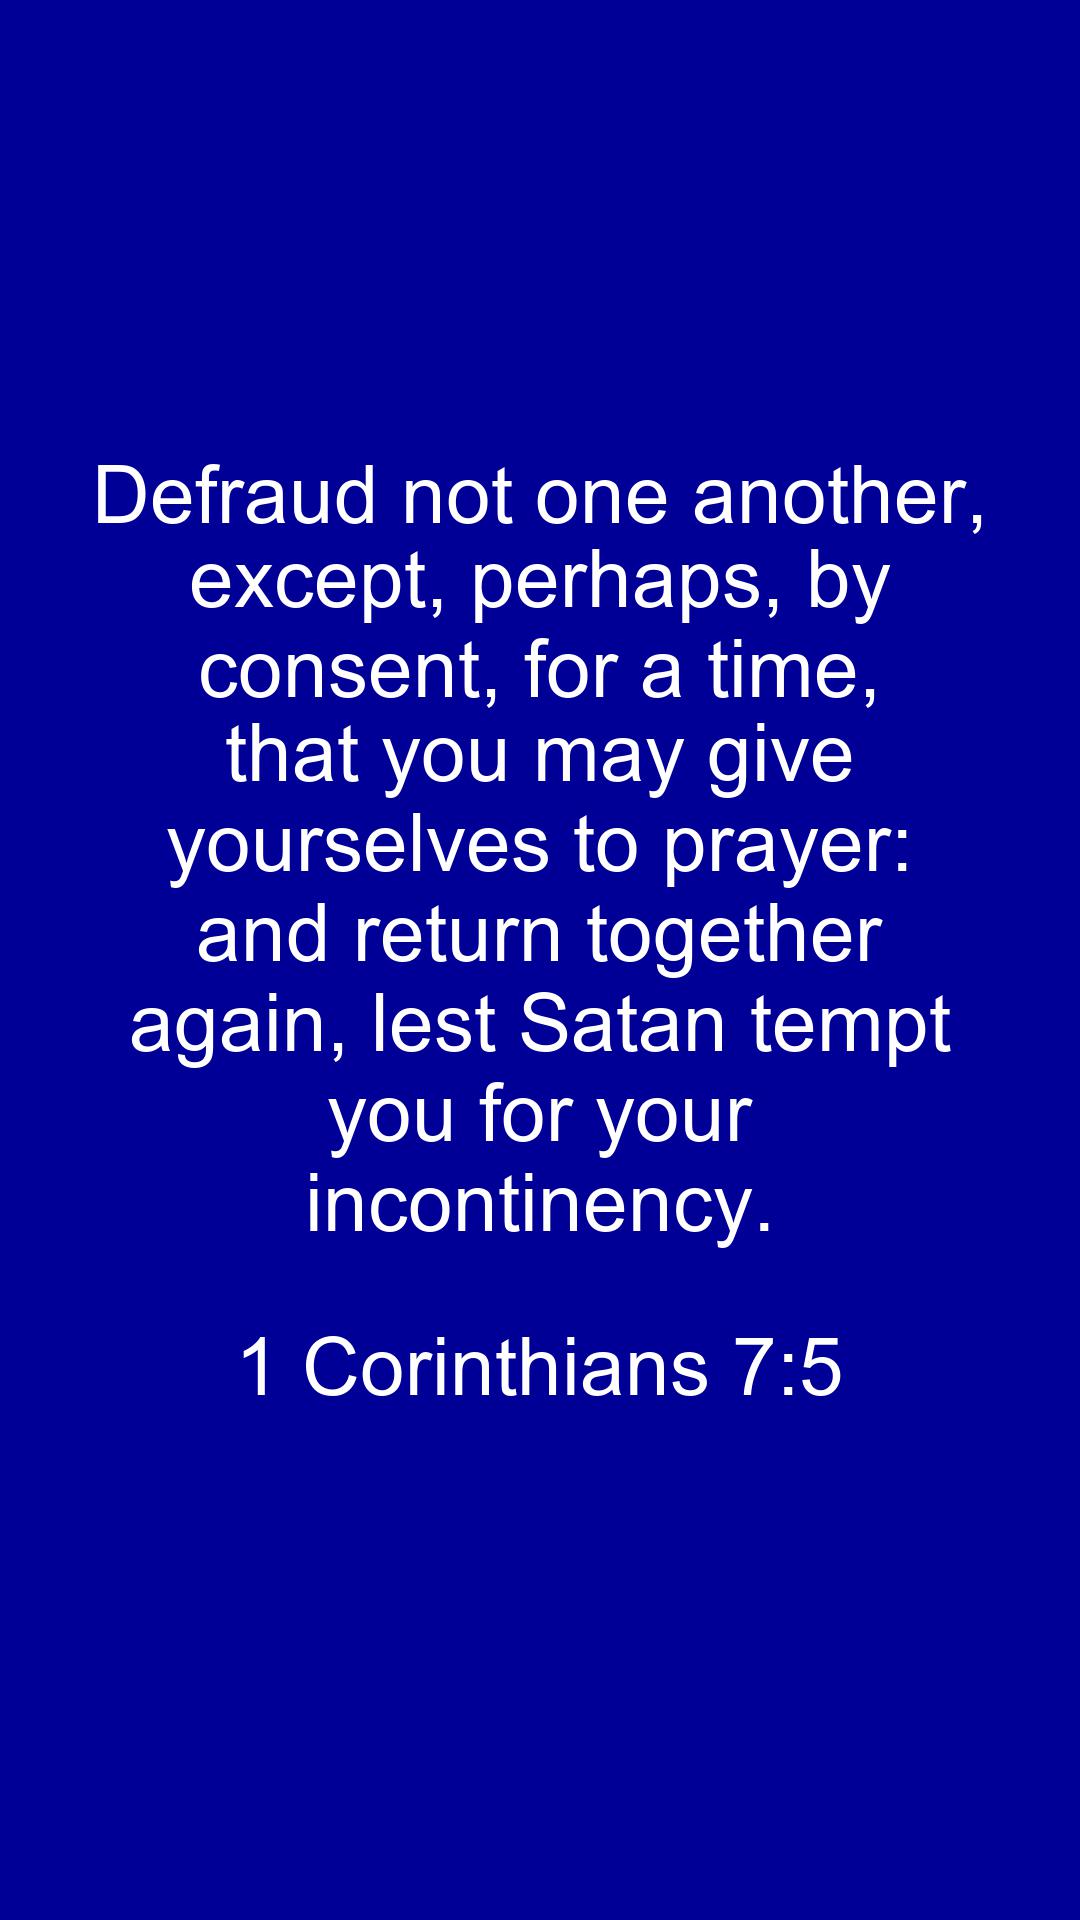 Defraud not one another,
except, perhaps, by
consent, for a time,
that you may give
yourselves to prayer:
and return together
again, lest Satan tempt
you for your
incontinency.
1 Corinthians 7:5